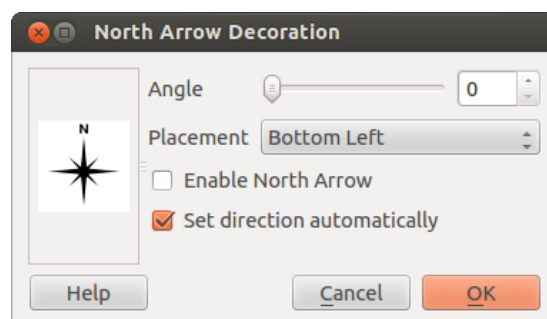 North Arrow Decoration
Angle 0
N
Placement Bottom Left
Enable North Arrow
Set direction automatically
Help Cancel OK